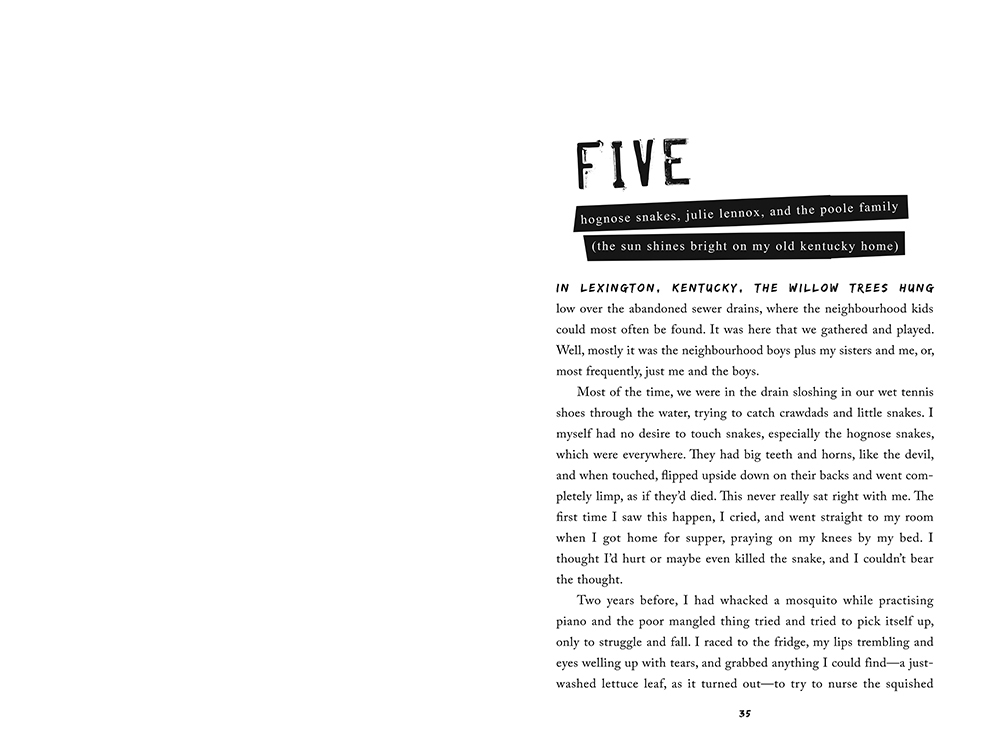 FIVE
hognose snakes, julie lennox, and the poole family
(the sun shines bright on my old kentucky home)
IN LEXINGTON, KENTUCKY, THE WILLOW TREES HUNG
low over the abandoned sewer drains, where the neighbourhood kids
could most often be found. It was here that we gathered and played.
Well, mostly it was the neighbourhood boys plus my sisters and me, or,
most frequently, just me and the boys.
Most of the time, we were in the drain sloshing in our wet tennis
shoes through the water, trying to catch crawdads and little snakes. I
myself had no desire to touch snakes, especially the hognose snakes,
which were everywhere. They had big teeth and horns, like the devil,
and when touched, flipped upside down on their backs and went com-
pletely limp, as if they’d died. This never really sat right with me. The
first time I saw this happen, I cried, and went straight to my room
when I got home for supper, praying on my knees by my bed. I
thought I’d hurt or maybe even killed the snake, and I couldn’t bear
the thought.
Two years before, I had whacked a mosquito while practising
piano and the poor mangled thing tried and tried to pick itself up,
only to struggle and fall. I raced to the fridge, my lips trembling and
eyes welling up with tears, and grabbed anything I could find—a just-
washed lettuce leaf, as it turned out—to try to nurse the squished
35